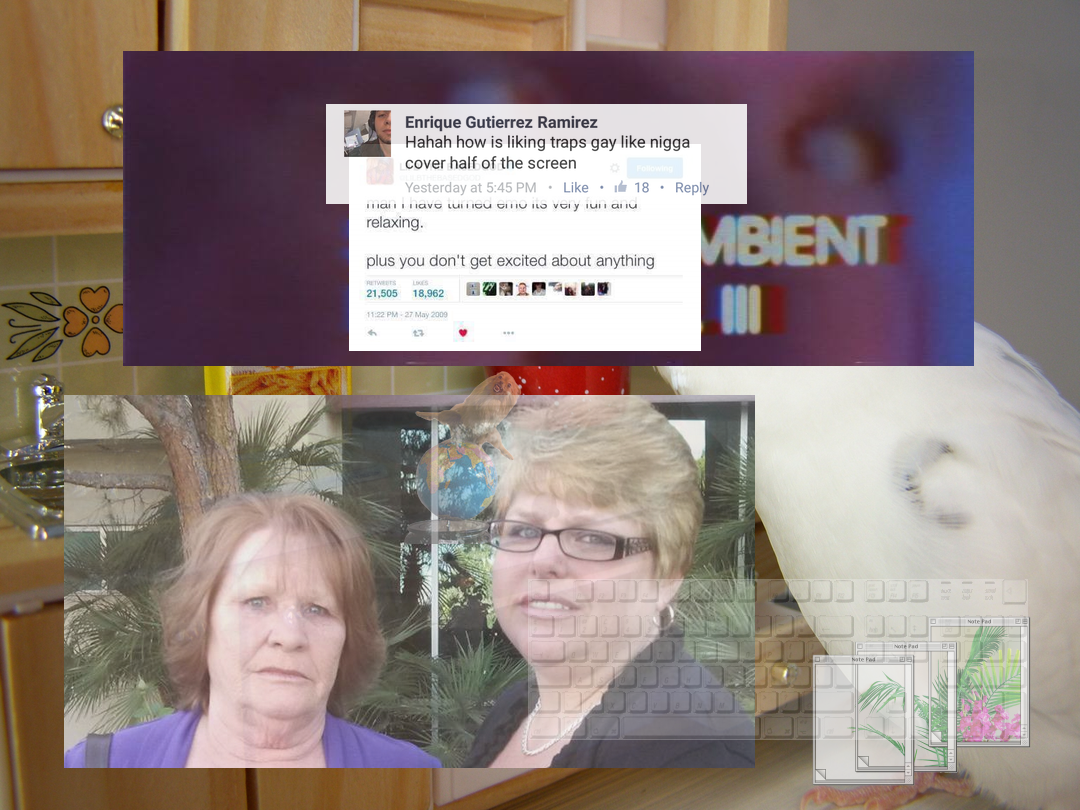 Enrique Gutierrez Ramirez
Hahah how is liking traps gay like nigga
cover half of the screen
Yesterday at 5:45 PM • Like • 18 • Reply
Following
man I have turned emo its very fun and
relaxing.
plus you don't get excited about anything
RETWEETS LIKES
21,505 18,962
11:22 PM - 27 May 2009
MBIENT
III
Note Pad
Note Pad
Note Pad